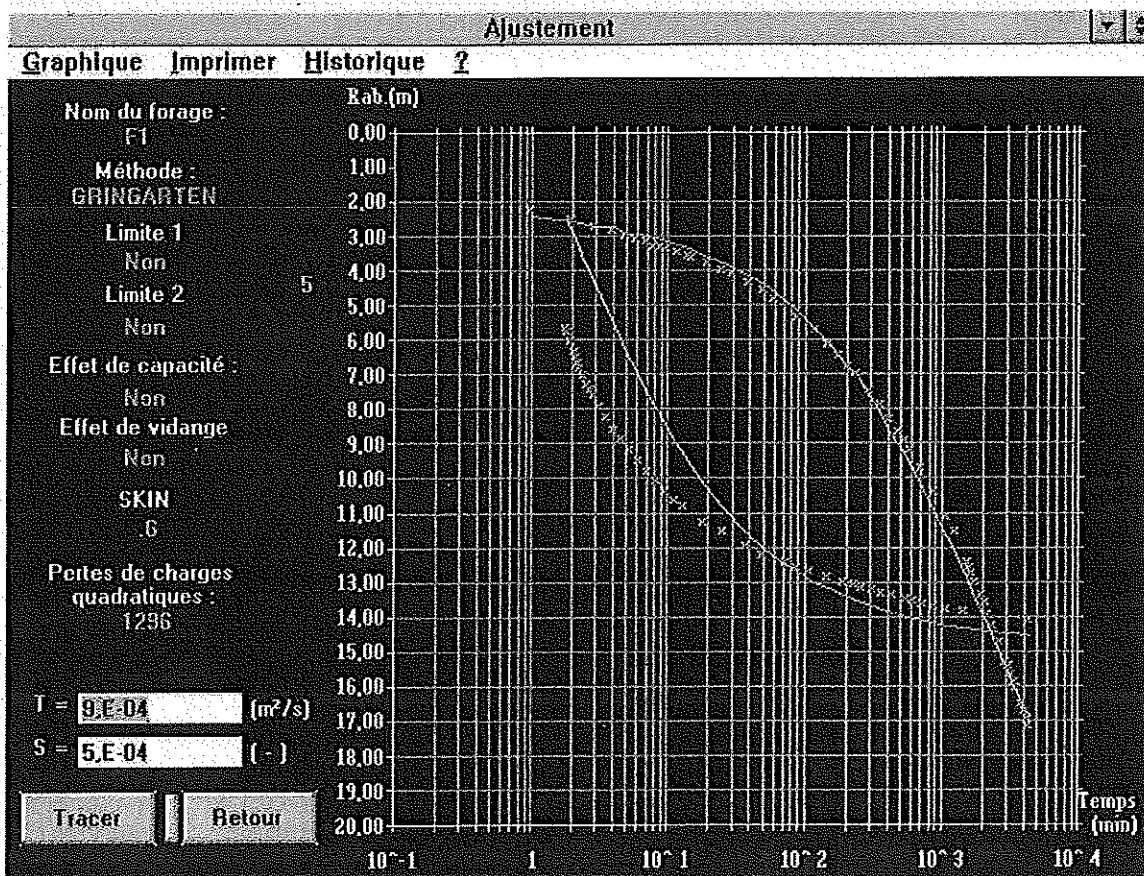 Ajustement
Graphique Imprimer Historique ?
Nom du forage :
F1
Méthode :
GRINGARTEN
Limite 1
Non
Limite 2
5
Non
Effet de capacité :
Non
Effet de vidange
Non
SKIN
.6
Pertes de charges
quadratiques :
1296
T = 9,E-04 (m²/s)
S = 5,E-04 ( - )
Tracer Retour
Rab.(m)
0,00
1,00
2,00
3,00
4,00
5,00
6,00
7,00
8,00
9,00
10,00
11,00
12,00
13,00
14,00
15,00
16,00
17,00
18,00
19,00
20,00
Temps
(min)
10^-1 1 10^1 10^2 10^3 10^4